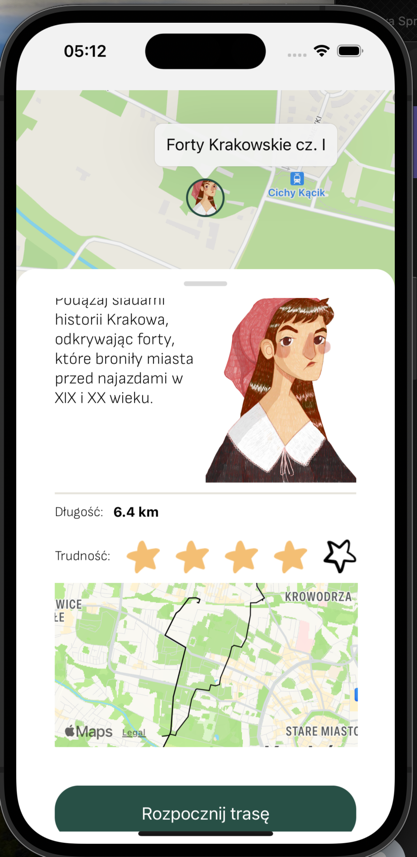 05:12
Forty Krakowskie cz. I
Cichy Kącik
Podążaj śladami
historii Krakowa,
odkrywając forty,
które broniły miasta
przed najazdami w
XIX i XX wieku.
Długość: 6.4 km
Trudność:
KROWODRZA
WICE
ŁE
Maps Legal
STARE MIASTO
Rozpocznij trasę